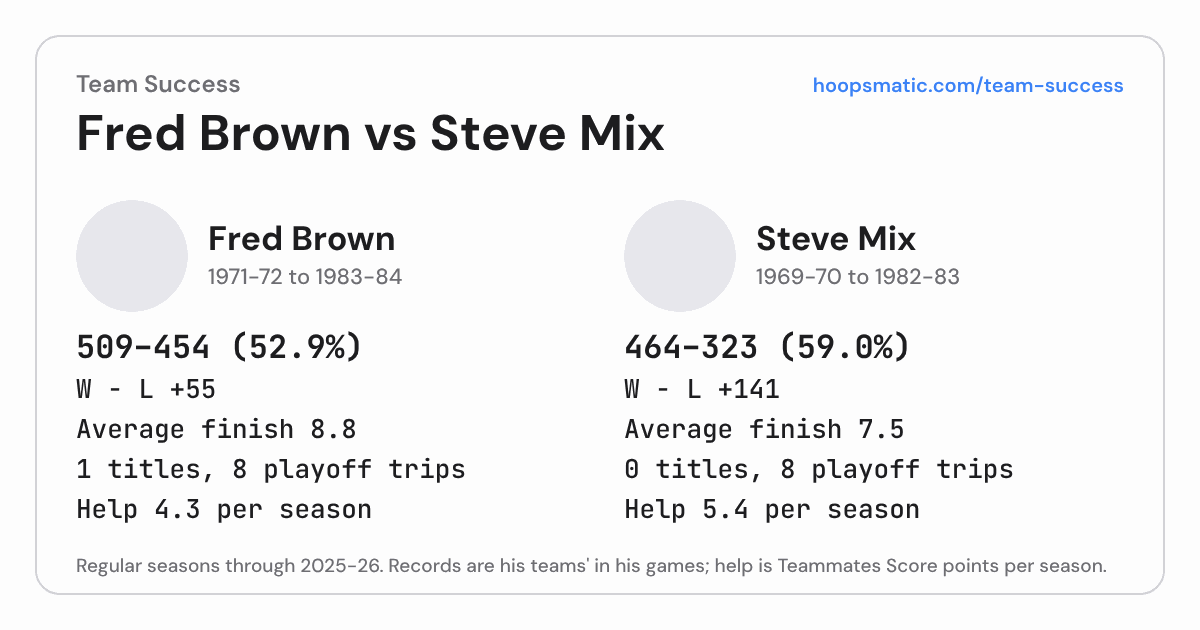 Team Success
hoopsmatic.com/team-success
Fred Brown vs Steve Mix
Fred Brown
1971-72 to 1983-84
509-454 (52.9%)
W - L +55
Average finish 8.8
1 titles, 8 playoff trips
Help 4.3 per season
Steve Mix
1969-70 to 1982-83
464-323 (59.0%)
W - L +141
Average finish 7.5
0 titles, 8 playoff trips
Help 5.4 per season
Regular seasons through 2025-26. Records are his teams' in his games; help is Teammates Score points per season.